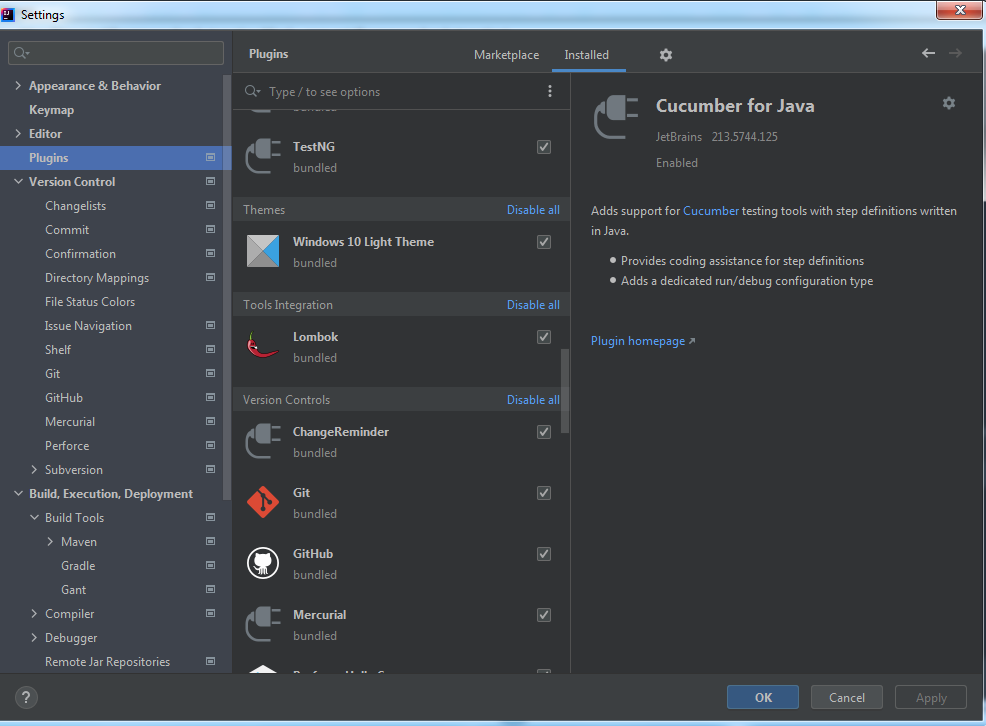 Settings
Appearance & Behavior
Keymap
Editor
Plugins
Version Control
Changelists
Commit
Confirmation
Directory Mappings
File Status Colors
Issue Navigation
Shelf
Git
GitHub
Mercurial
Perforce
Subversion
Build, Execution, Deployment
Build Tools
Maven
Gradle
Gant
Compiler
Debugger
Remote Jar Repositories
Plugins
Marketplace
Installed
Type / to see options
TestNG
bundled
Themes
Disable all
Windows 10 Light Theme
bundled
Tools Integration
Disable all
Lombok
bundled
Version Controls
Disable all
ChangeReminder
bundled
Git
bundled
GitHub
bundled
Mercurial
bundled
Cucumber for Java
JetBrains 213.5744.125
Enabled
Adds support for Cucumber testing tools with step definitions written
in Java.
Provides coding assistance for step definitions
Adds a dedicated run/debug configuration type
Plugin homepage
?
OK
Cancel
Apply